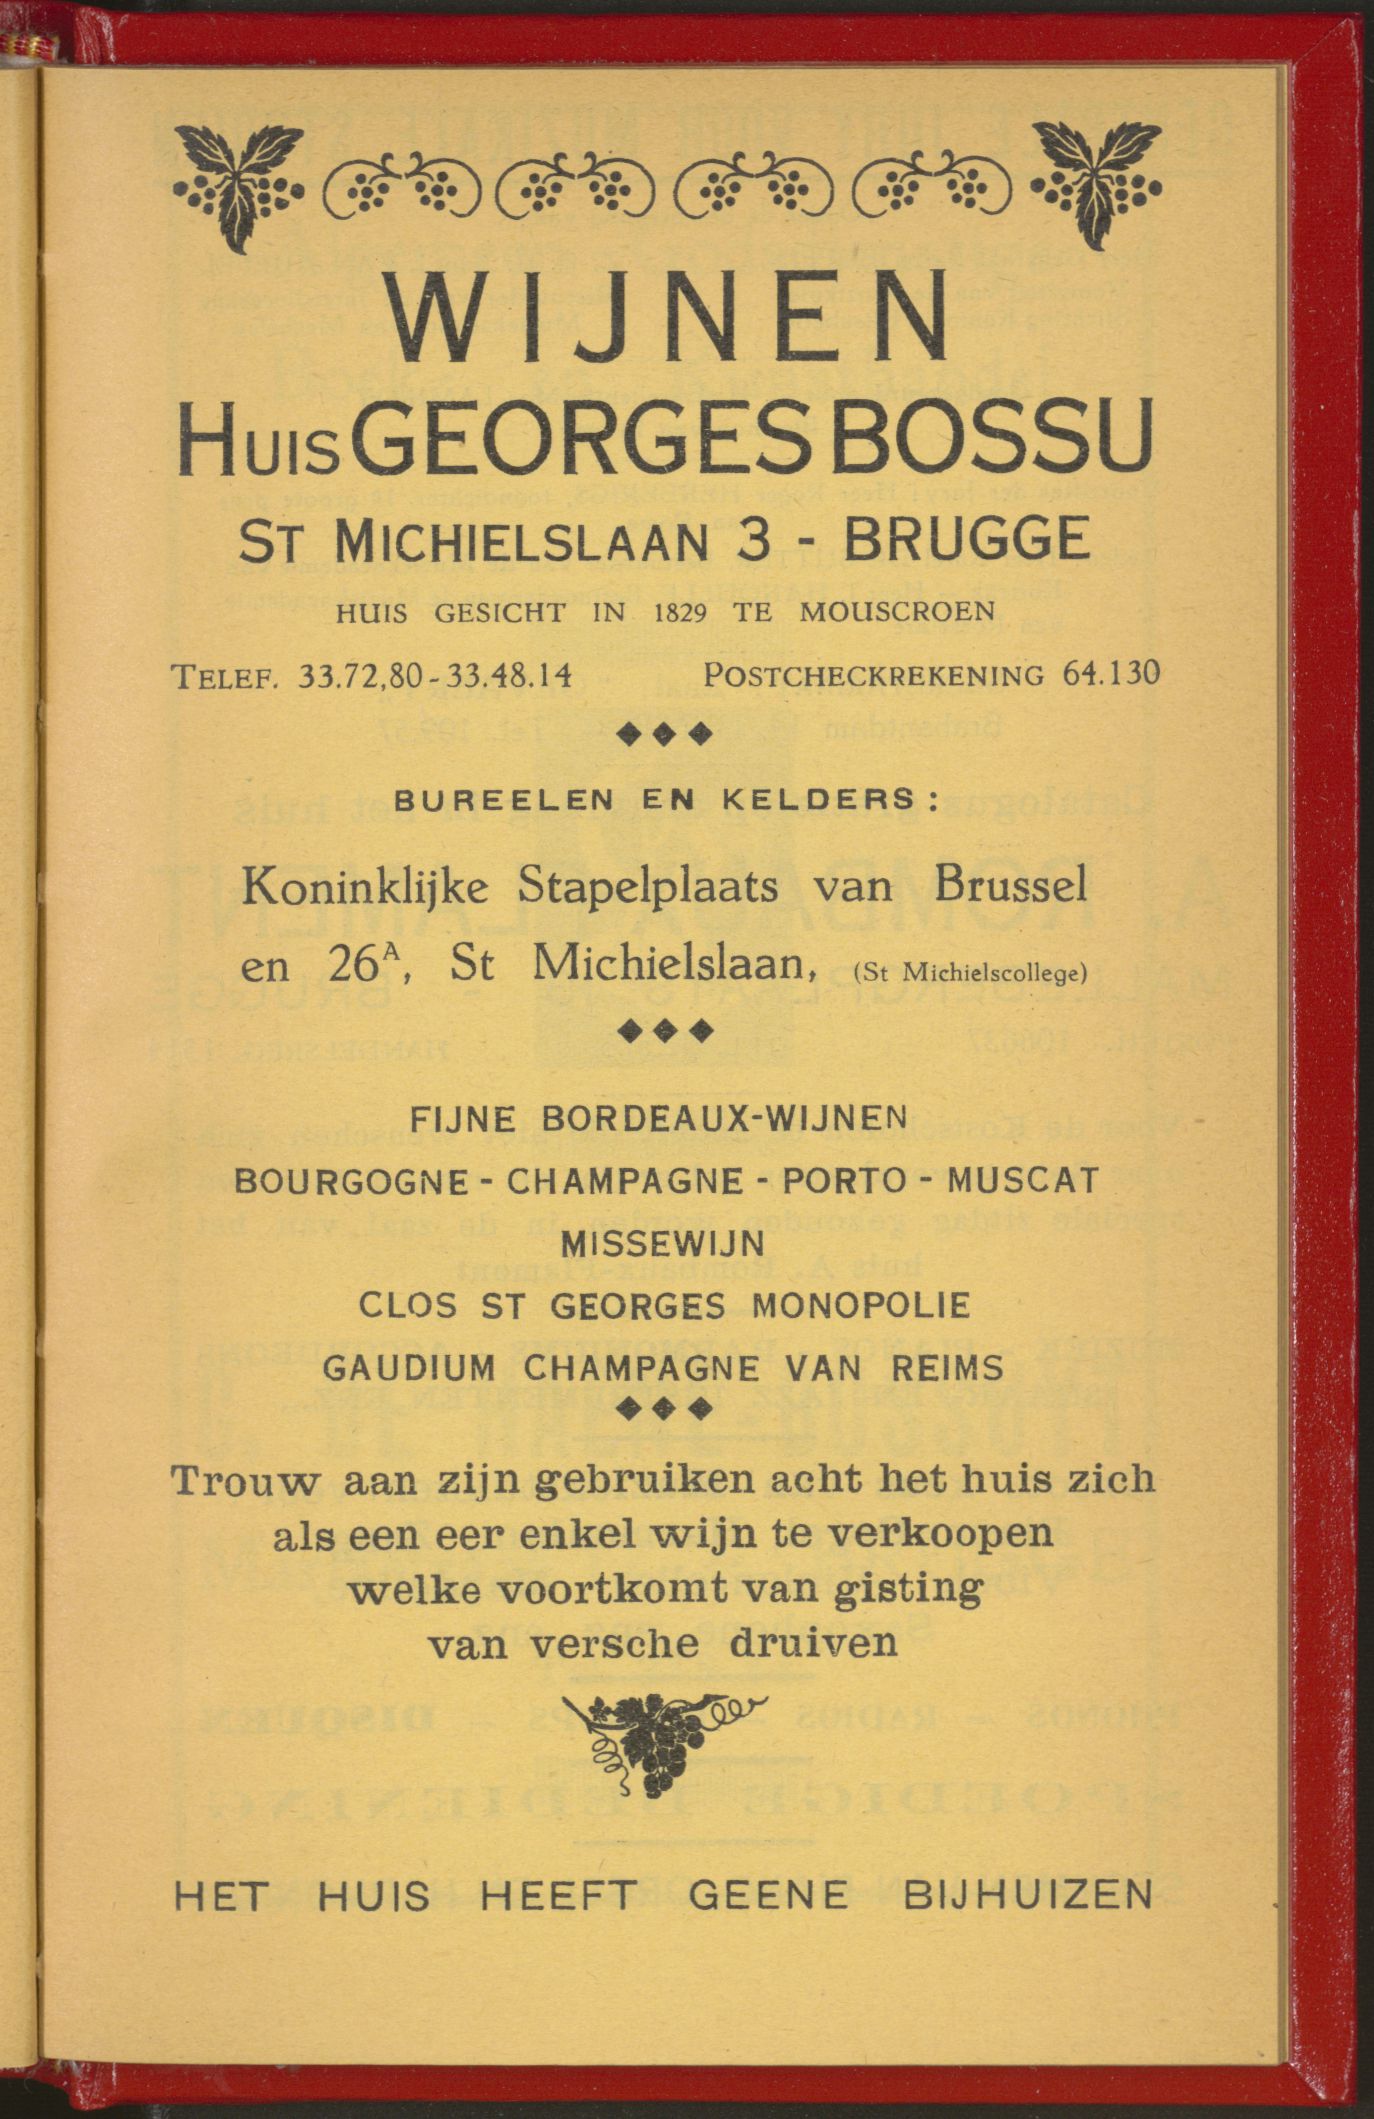 WIJNEN
HUIS GEORGES BOSSU
ST MICHIELSLAAN 3 - BRUGGE
HUIS GESICHT IN 1829 TE MOUSCROEN
TELEF. 33.72,80-33.48.14 POSTCHECKREKENING 64.130
BUREELEN EN KELDERS :
Koninklijke Stapelplaats van Brussel
en 26A, St Michielslaan, (St Michielscollege)
FIJNE BORDEAUX-WIJNEN
BOURGOGNE - CHAMPAGNE - PORTO - MUSCAT
MISSEWIJN
CLOS ST GEORGES MONOPOLIE
GAUDIUM CHAMPAGNE VAN REIMS
Trouw aan zijn gebruiken acht het huis zich
als een eer enkel wijn te verkoopen
welke voortkomt van gisting
van versche druiven
HET HUIS HEEFT GEENE BIJHUIZEN